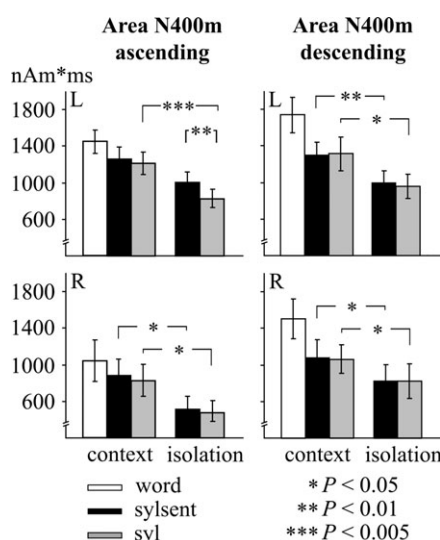 Area N400m ascending
Area N400m descending
nAm*ms
L
1800
1400
1000
600
***
**
L
**
*
R
1800
1400
1000
600
*
*
R
*
*
context isolation
context isolation
word
sylsent
syl
* P < 0.05
** P < 0.01
*** P < 0.005